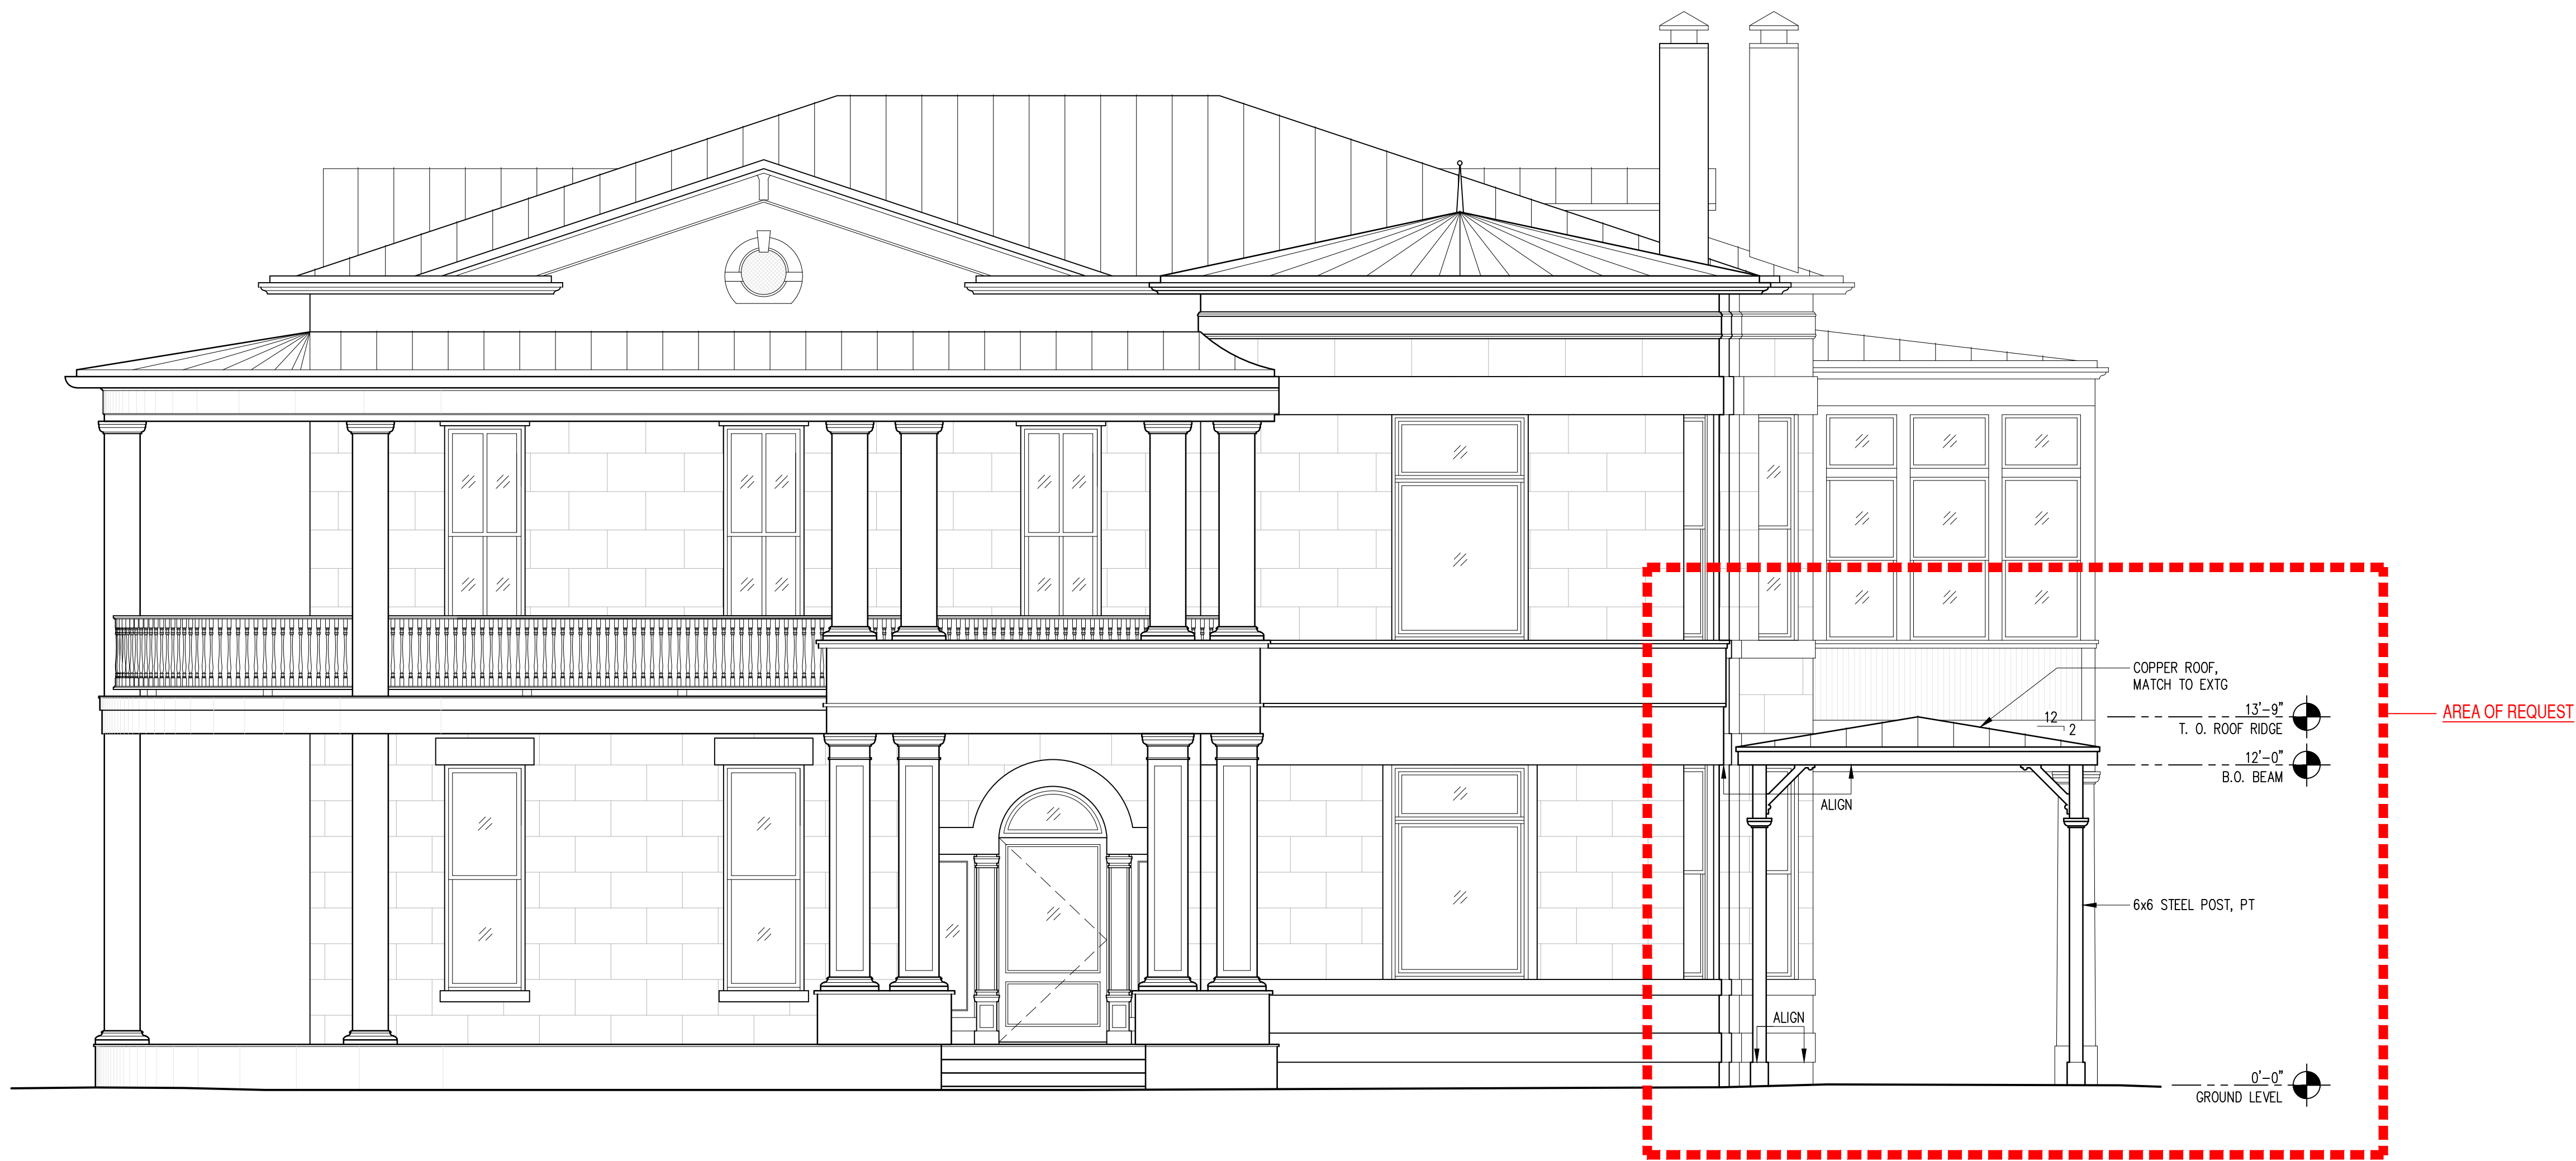 COPPER ROOF,
MATCH TO EXTG
13'-9"
T. O. ROOF RIDGE
AREA OF REQUEST
12
2
12'-0"
B.O. BEAM
ALIGN
6x6 STEEL POST, PT
ALIGN
0'-0"
GROUND LEVEL